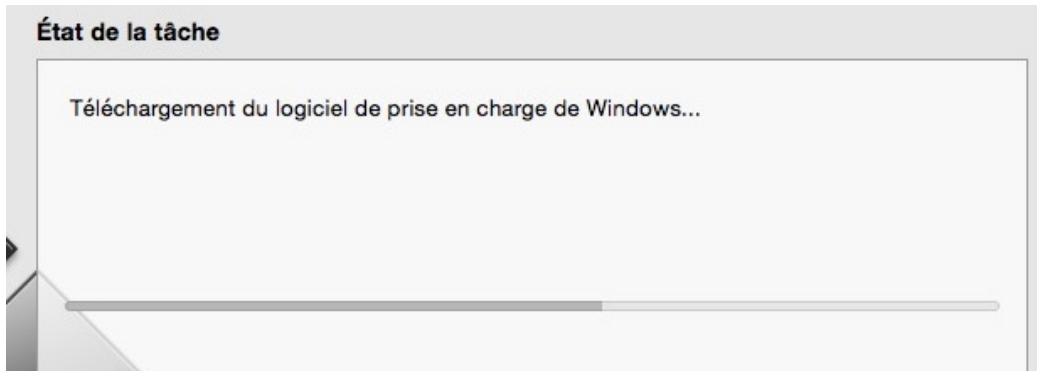 État de la tâche
Téléchargement du logiciel de prise en charge de Windows...